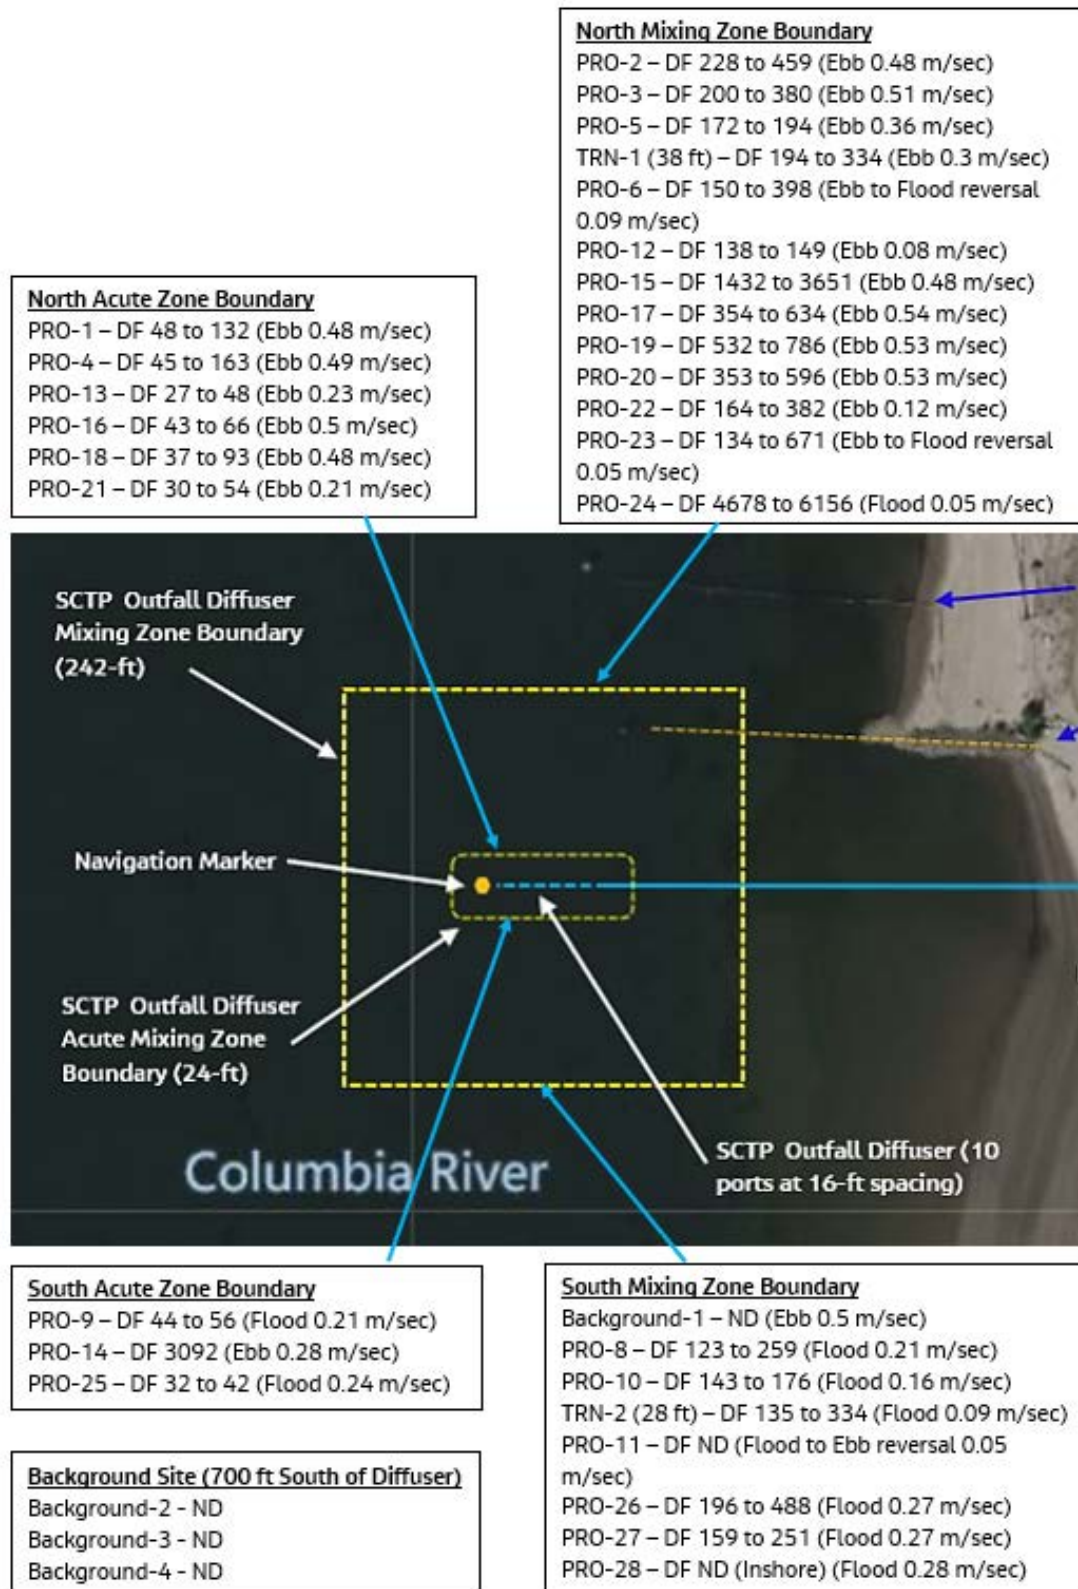 North Mixing Zone Boundary
PRO-2 – DF 228 to 459 (Ebb 0.48 m/sec)
PRO-3 – DF 200 to 380 (Ebb 0.51 m/sec)
PRO-5 – DF 172 to 194 (Ebb 0.36 m/sec)
TRN-1 (38 ft) – DF 194 to 334 (Ebb 0.3 m/sec)
PRO-6 – DF 150 to 398 (Ebb to Flood reversal
0.09 m/sec)
PRO-12 – DF 138 to 149 (Ebb 0.08 m/sec)
PRO-15 – DF 1432 to 3651 (Ebb 0.48 m/sec)
PRO-17 – DF 354 to 634 (Ebb 0.54 m/sec)
PRO-19 – DF 532 to 786 (Ebb 0.53 m/sec)
PRO-20 – DF 353 to 596 (Ebb 0.53 m/sec)
PRO-22 – DF 164 to 382 (Ebb 0.12 m/sec)
PRO-23 – DF 134 to 671 (Ebb to Flood reversal
0.05 m/sec)
PRO-24 – DF 4678 to 6156 (Flood 0.05 m/sec)
North Acute Zone Boundary
PRO-1 – DF 48 to 132 (Ebb 0.48 m/sec)
PRO-4 – DF 45 to 163 (Ebb 0.49 m/sec)
PRO-13 – DF 27 to 48 (Ebb 0.23 m/sec)
PRO-16 – DF 43 to 66 (Ebb 0.5 m/sec)
PRO-18 – DF 37 to 93 (Ebb 0.48 m/sec)
PRO-21 – DF 30 to 54 (Ebb 0.21 m/sec)
SCTP Outfall Diffuser
Mixing Zone Boundary
(242-ft)
Navigation Marker
SCTP Outfall Diffuser
Acute Mixing Zone
Boundary (24-ft)
SCTP Outfall Diffuser (10
ports at 16-ft spacing)
Columbia River
South Acute Zone Boundary
PRO-9 – DF 44 to 56 (Flood 0.21 m/sec)
PRO-14 – DF 3092 (Ebb 0.28 m/sec)
PRO-25 – DF 32 to 42 (Flood 0.24 m/sec)
Background Site (700 ft South of Diffuser)
Background-2 - ND
Background-3 - ND
Background-4 - ND
South Mixing Zone Boundary
Background-1 – ND (Ebb 0.5 m/sec)
PRO-8 – DF 123 to 259 (Flood 0.21 m/sec)
PRO-10 – DF 143 to 176 (Flood 0.16 m/sec)
TRN-2 (28 ft) – DF 135 to 334 (Flood 0.09 m/sec)
PRO-11 – DF ND (Flood to Ebb reversal 0.05
m/sec)
PRO-26 – DF 196 to 488 (Flood 0.27 m/sec)
PRO-27 – DF 159 to 251 (Flood 0.27 m/sec)
PRO-28 – DF ND (Inshore) (Flood 0.28 m/sec)